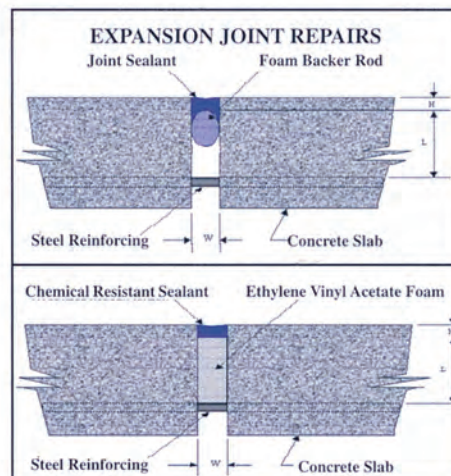 EXPANSION JOINT REPAIRS
Joint Sealant Foam Backer Rod
H
L
Steel Reinforcing W Concrete Slab
Chemical Resistant Sealant Ethylene Vinyl Acetate Foam
Steel Reinforcing W Concrete Slab